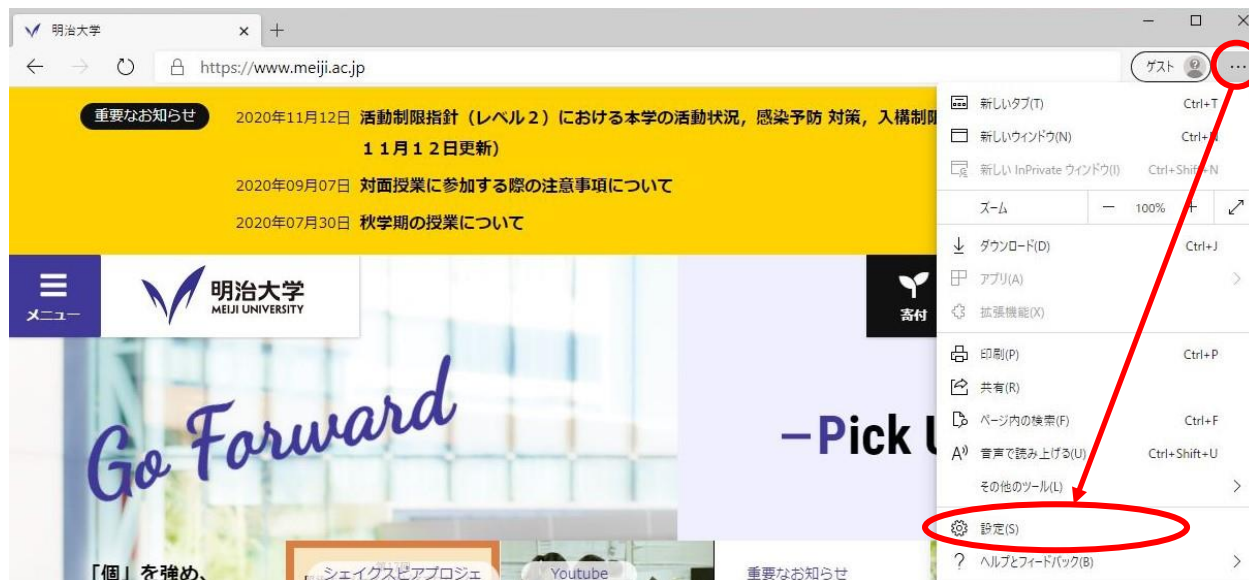 明治大学
https://www.meiji.ac.jp
ゲスト
重要なお知らせ
2020年11月12日 活動制限指針（レベル２）における本学の活動状況，感染予防 対策，入構制限
１１月１２日更新）
2020年09月07日 対面授業に参加する際の注意事項について
2020年07月30日 秋学期の授業について
メニュー
明治大学
MEIJI UNIVERSITY
寄付
Go Forward
–Pick
「個」を強め、
シェイクスピアプロジェ
Youtube
重要なお知らせ
新しいタブ(T) Ctrl+T
新しいウィンドウ(N) Ctrl+N
新しい InPrivate ウィンドウ(I) Ctrl+Shift+N
ズーム － 100% +
ダウンロード(D) Ctrl+J
アプリ(A)
拡張機能(X)
印刷(P) Ctrl+P
共有(R)
ページ内の検索(F) Ctrl+F
音声で読み上げる(U) Ctrl+Shift+U
その他のツール(L)
設定(S)
ヘルプとフィードバック(B)